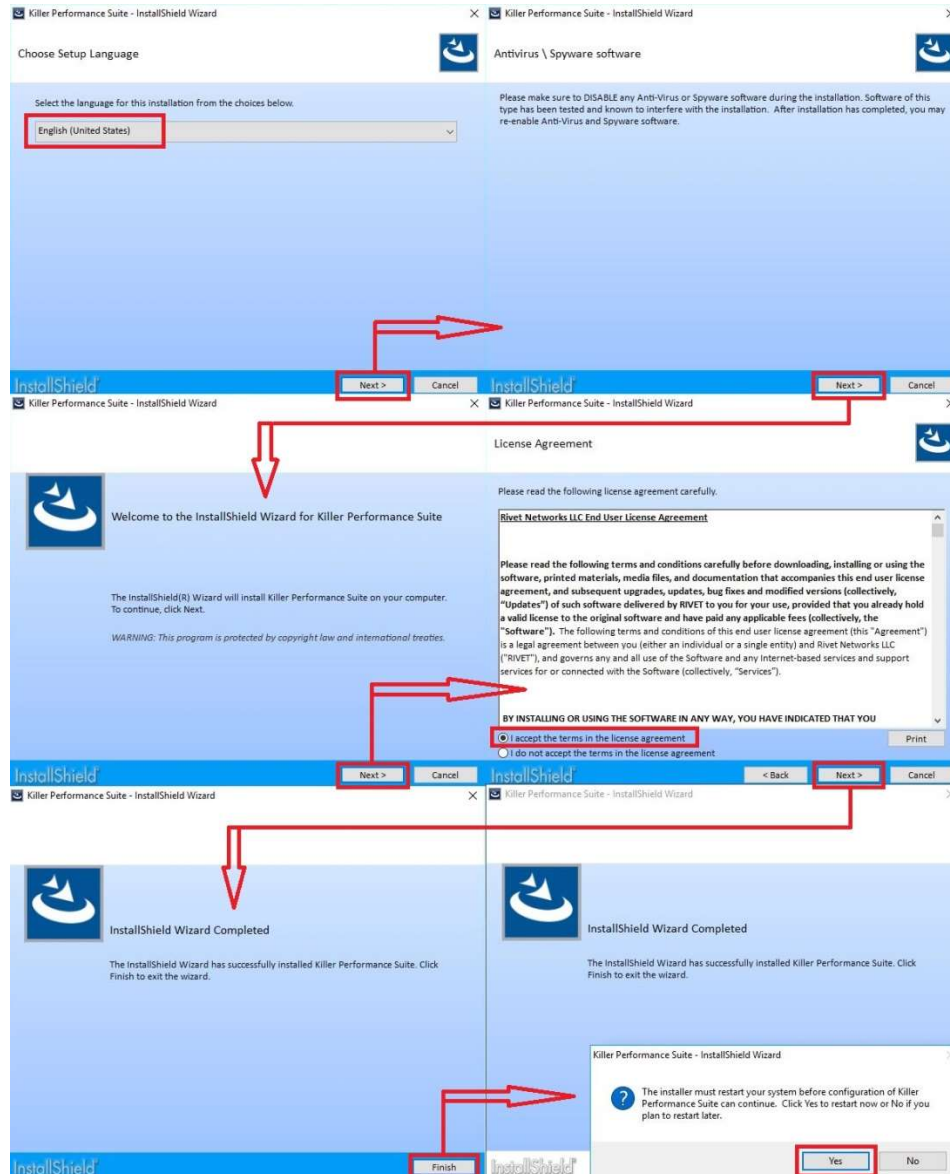 Killer Performance Suite - InstallShield Wizard
Choose Setup Language
Select the language for this installation from the choices below.
English (United States)
InstallShield
Next >
Cancel
Killer Performance Suite - InstallShield Wizard
Antivirus \ Spyware software
Please make sure to DISABLE any Anti-Virus or Spyware software during the installation. Software of this
type has been tested and known to interfere with the installation. After installation has completed, you may
re-enable Anti-Virus and Spyware software.
InstallShield
Next >
Cancel
Killer Performance Suite - InstallShield Wizard
Welcome to the InstallShield Wizard for Killer Performance Suite
The InstallShield(R) Wizard will install Killer Performance Suite on your computer.
To continue, click Next.
WARNING: This program is protected by copyright law and international treaties.
InstallShield
Next >
Cancel
Killer Performance Suite - InstallShield Wizard
License Agreement
Please read the following license agreement carefully.
Rivet Networks LLC End User License Agreement
Please read the following terms and conditions carefully before downloading, installing or using the
software, printed materials, media files, and documentation that accompanies this end user license
agreement, and subsequent upgrades, updates, bug fixes and modified versions (collectively,
"Updates") of such software delivered by RIVET to you for your use, provided that you already hold
a valid license to the original software and have paid any applicable fees (collectively, the
"Software"). The following terms and conditions of this end user license agreement (this "Agreement")
is a legal agreement between you (either an individual or a single entity) and Rivet Networks LLC
("RIVET"), and governs any and all use of the Software and any Internet-based services and support
services for or connected with the Software (collectively, "Services").
BY INSTALLING OR USING THE SOFTWARE IN ANY WAY, YOU HAVE INDICATED THAT YOU
I accept the terms in the license agreement
Print
I do not accept the terms in the license agreement
InstallShield
< Back
Next >
Cancel
Killer Performance Suite - InstallShield Wizard
InstallShield Wizard Completed
The InstallShield Wizard has successfully installed Killer Performance Suite. Click
Finish to exit the wizard.
InstallShield
Finish
Killer Performance Suite - InstallShield Wizard
InstallShield Wizard Completed
The InstallShield Wizard has successfully installed Killer Performance Suite. Click
Finish to exit the wizard.
Killer Performance Suite - InstallShield Wizard
The installer must restart your system before configuration of Killer
Performance Suite can continue. Click Yes to restart now or No if you
plan to restart later.
Yes
No
InstallShield